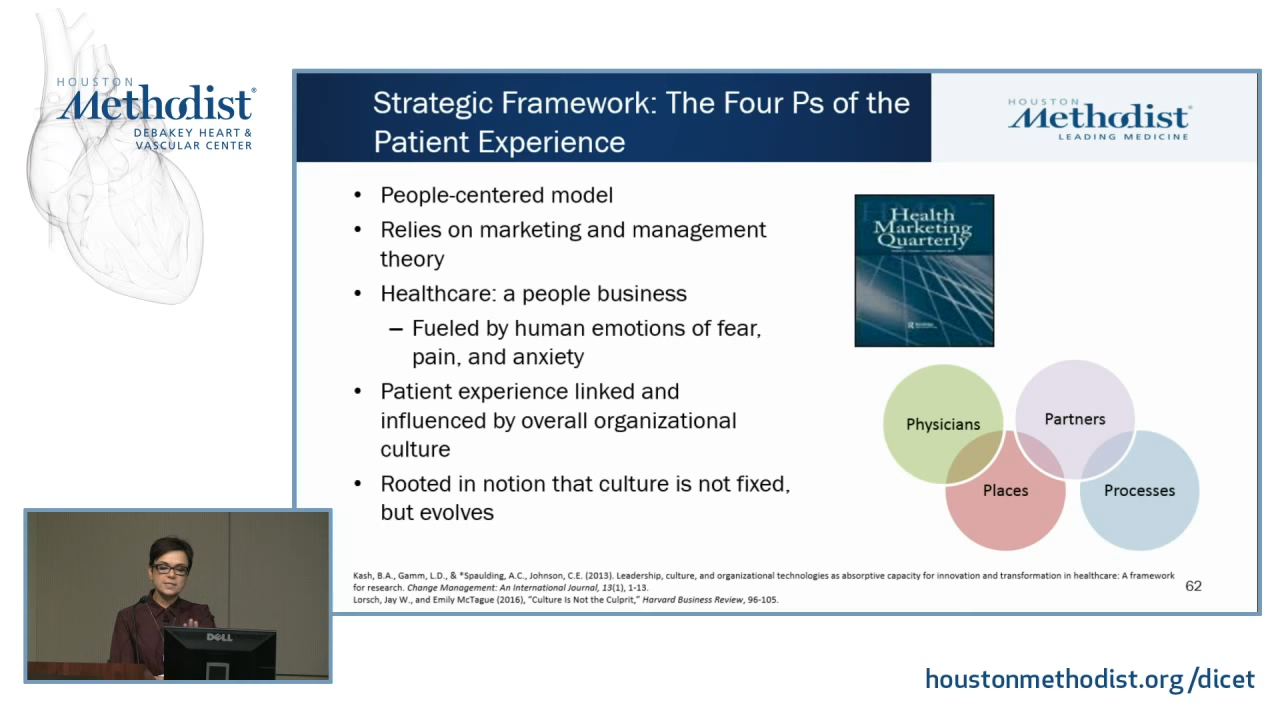 HOUSTON
Methodist®
DEBAKEY HEART &
VASCULAR CENTER
Strategic Framework: The Four Ps of the
Patient Experience
HOUSTON
Methodist®
LEADING MEDICINE
• People-centered model
• Relies on marketing and management
theory
• Healthcare: a people business
– Fueled by human emotions of fear,
pain, and anxiety
• Patient experience linked and
influenced by overall organizational
culture
• Rooted in notion that culture is not fixed,
but evolves
Health
Marketing
Quarterly
Physicians
Partners
Places
Processes
Kash, B.A., Gamm, L.D., & *Spaulding, A.C., Johnson, C.E. (2013). Leadership, culture, and organizational technologies as absorptive capacity for innovation and transformation in healthcare: A framework
for research. Change Management: An International Journal, 13(1), 1-13.
Lorsch, Jay W., and Emily McTague (2016), “Culture Is Not the Culprit,” Harvard Business Review, 96-105.
62
DELL
houstonmethodist.org/dicet